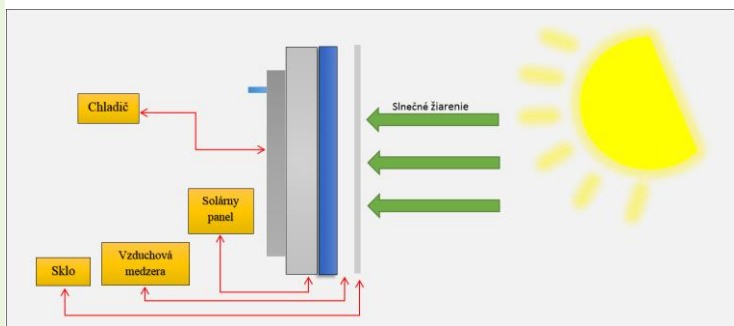 Slnečné žiarenie
Chladič
Solárny
panel
Vzduchová
medzera
Sklo